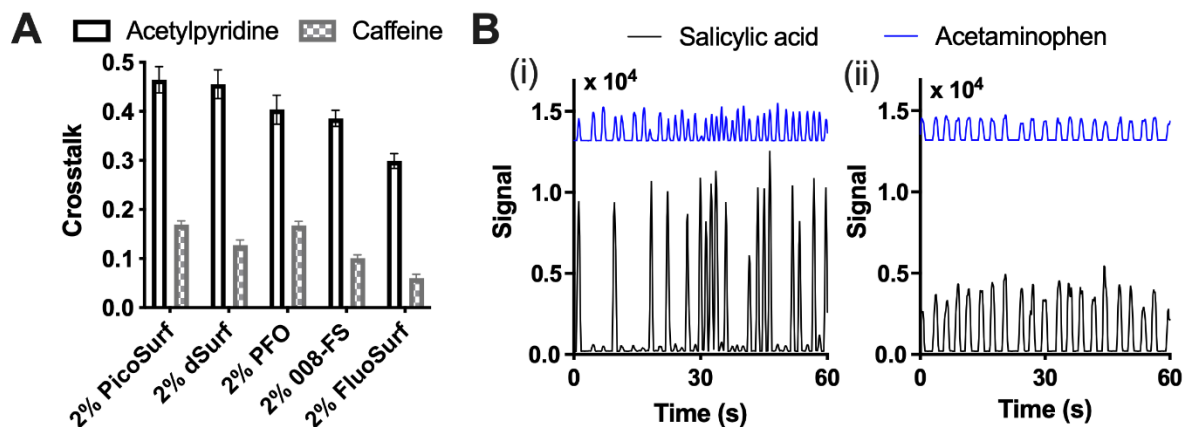 A
Acetylpyridine Caffeine
Crosstalk
0.5
0.4
0.3
0.2
0.1
0.0
2% PicoSurf
2% dSurf
2% PFO
2% 008-FS
2% FluoSurf
B
Salicylic acid Acetaminophen
(i)
x 10⁴
Signal
1.5
1.0
0.5
0.0
0 30 60
Time (s)
(ii)
x 10⁴
Signal
1.5
1.0
0.5
0.0
0 30 60
Time (s)